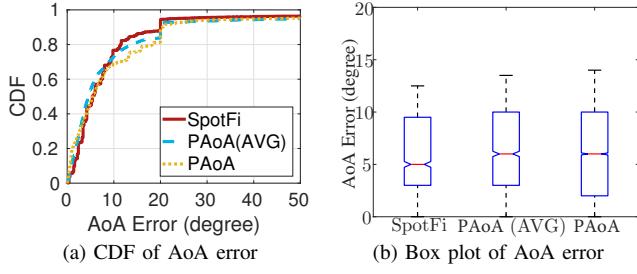 1
0.8
0.6
0.4
0.2
0
CDF
SpotFi
PAoA(AVG)
PAoA
0 10 20 30 40 50
AoA Error (degree)
(a) CDF of AoA error
20
15
10
5
0
AoA Error (degree)
SpotFi PAoA (AVG) PAoA
(b) Box plot of AoA error